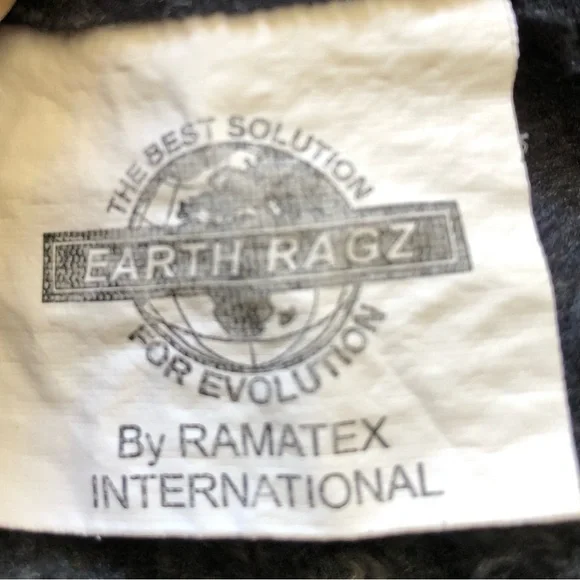 THE BEST SOLUTION
EARTH RAGZ
FOR EVOLUTION
By RAMATEX
INTERNATIONAL